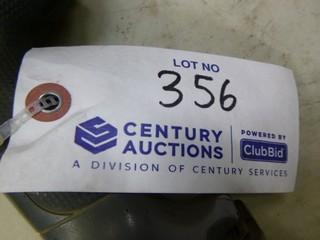 LOT NO
356
CENTURY AUCTIONS
POWERED BY
ClubBid
A DIVISION OF CENTURY SERVICES